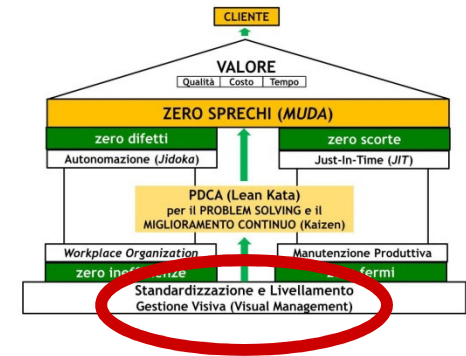 CLIENTE
VALORE
Qualità Costo Tempo
ZERO SPRECHI (MUDA)
zero difetti
zero scorte
Autonomazione (Jidoka)
Just-In-Time (JIT)
PDCA (Lean Kata)
per il PROBLEM SOLVING e il
MIGLIORAMENTO CONTINUO (Kaizen)
Workplace Organization
Manutenzione Produttiva
zero inefficienze
zero fermi
Standardizzazione e Livellamento
Gestione Visiva (Visual Management)